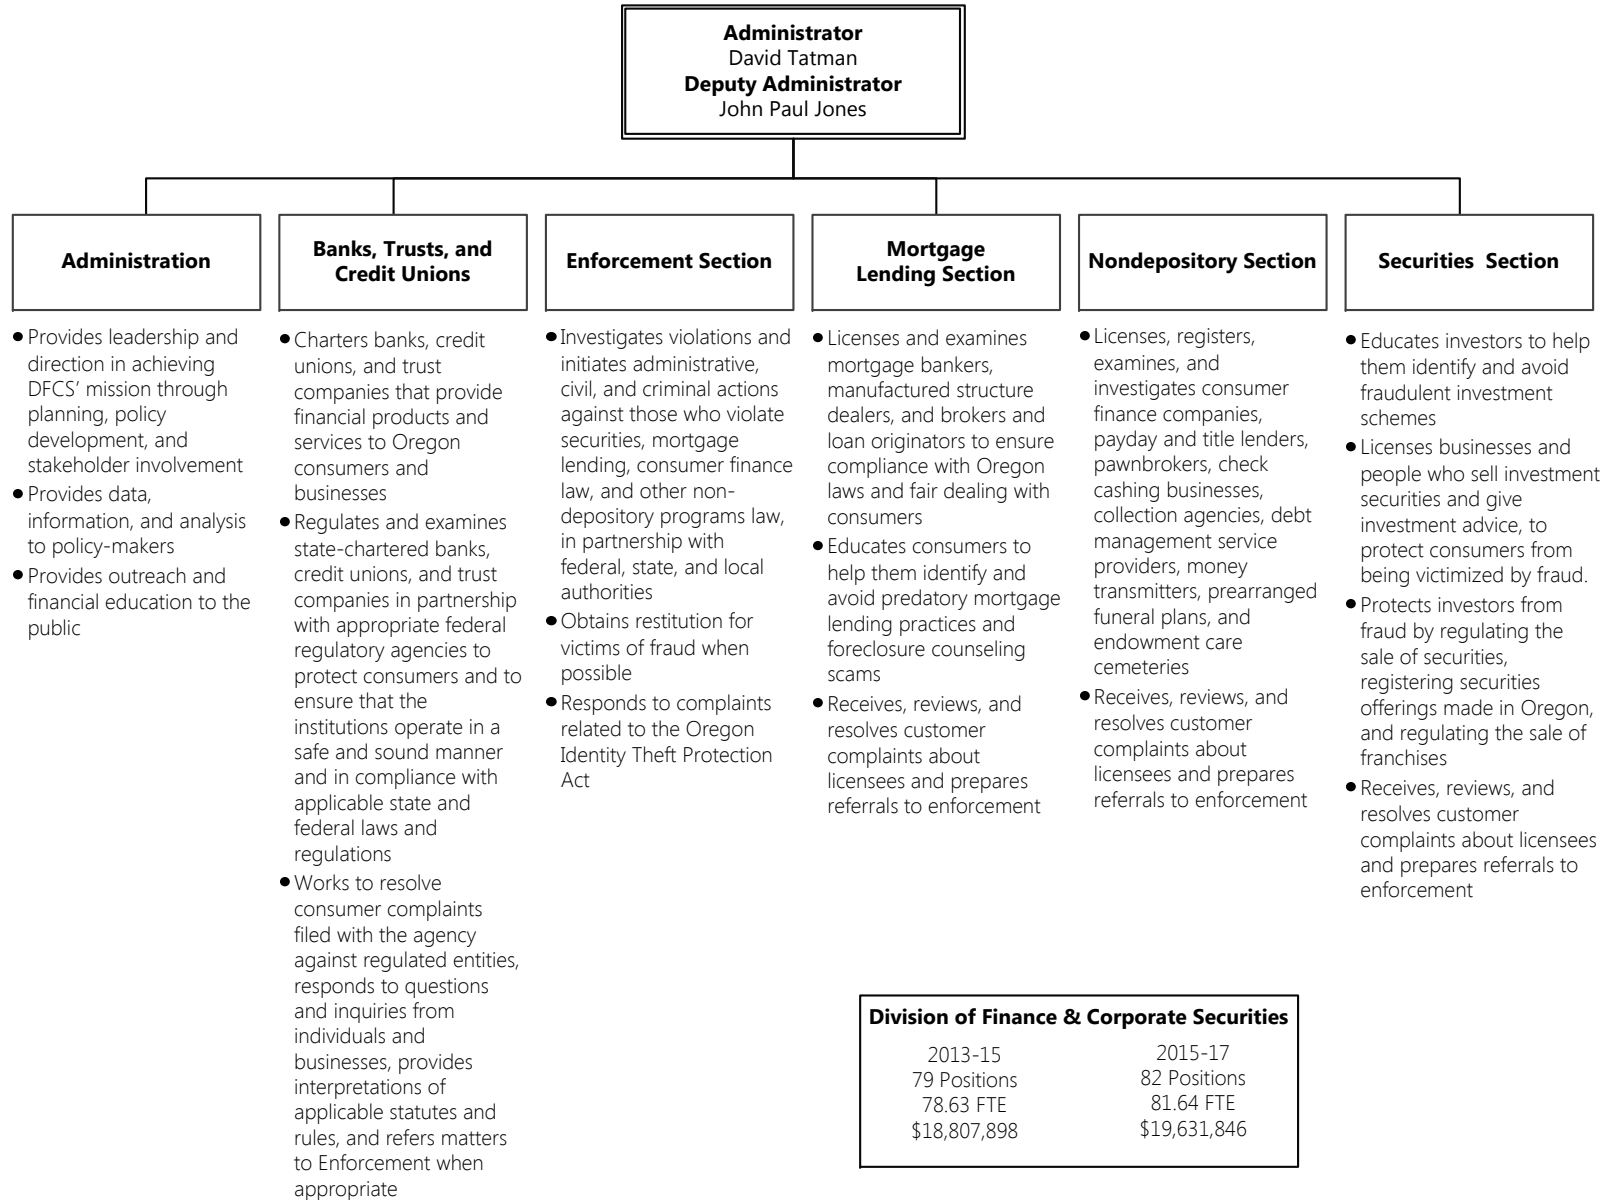 Administrator
David Tatman
Deputy Administrator
John Paul Jones
Administration
Provides leadership and
direction in achieving
DFCS’ mission through
planning, policy
development, and
stakeholder involvement
Provides data,
information, and analysis
to policy-makers
Provides outreach and
financial education to the
public
Banks, Trusts, and
Credit Unions
Charters banks, credit
unions, and trust
companies that provide
financial products and
services to Oregon
consumers and
businesses
Regulates and examines
state-chartered banks,
credit unions, and trust
companies in partnership
with appropriate federal
regulatory agencies to
protect consumers and to
ensure that the
institutions operate in a
safe and sound manner
and in compliance with
applicable state and
federal laws and
regulations
Works to resolve
consumer complaints
filed with the agency
against regulated entities,
responds to questions
and inquiries from
individuals and
businesses, provides
interpretations of
applicable statutes and
rules, and refers matters
to Enforcement when
appropriate
Enforcement Section
Investigates violations and
initiates administrative,
civil, and criminal actions
against those who violate
securities, mortgage
lending, consumer finance
law, and other non-
depository programs law,
in partnership with
federal, state, and local
authorities
Obtains restitution for
victims of fraud when
possible
Responds to complaints
related to the Oregon
Identity Theft Protection
Act
Mortgage
Lending Section
Licenses and examines
mortgage bankers,
manufactured structure
dealers, and brokers and
loan originators to ensure
compliance with Oregon
laws and fair dealing with
consumers
Educates consumers to
help them identify and
avoid predatory mortgage
lending practices and
foreclosure counseling
scams
Receives, reviews, and
resolves customer
complaints about
licensees and prepares
referrals to enforcement
Nondepository Section
Licenses, registers,
examines, and
investigates consumer
finance companies,
payday and title lenders,
pawnbrokers, check
cashing businesses,
collection agencies, debt
management service
providers, money
transmitters, prearranged
funeral plans, and
endowment care
cemeteries
Receives, reviews, and
resolves customer
complaints about
licensees and prepares
referrals to enforcement
Securities Section
Educates investors to help
them identify and avoid
fraudulent investment
schemes
Licenses businesses and
people who sell investment
securities and give
investment advice, to
protect consumers from
being victimized by fraud.
Protects investors from
fraud by regulating the
sale of securities,
registering securities
offerings made in Oregon,
and regulating the sale of
franchises
Receives, reviews, and
resolves customer
complaints about licensees
and prepares referrals to
enforcement
Division of Finance & Corporate Securities
2013-15
79 Positions
78.63 FTE
$18,807,898
2015-17
82 Positions
81.64 FTE
$19,631,846